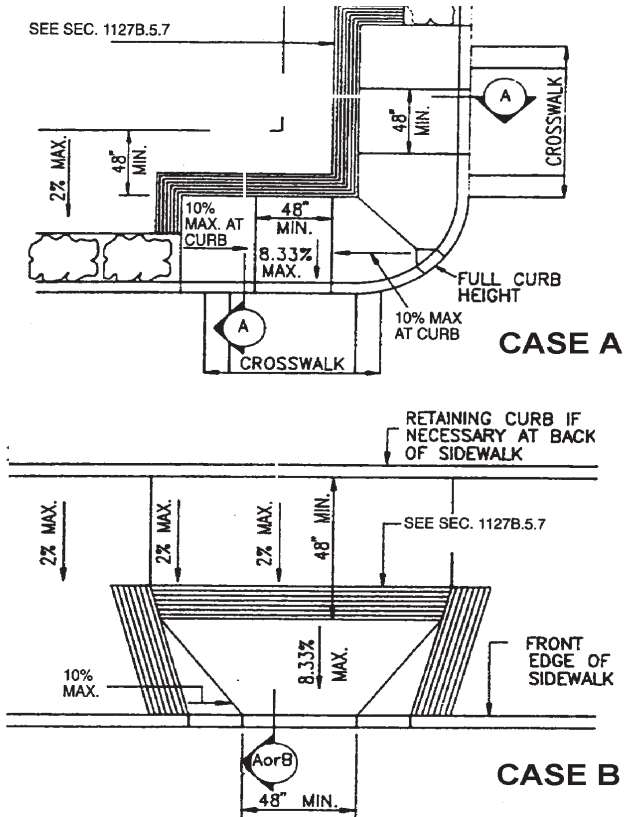 SEE SEC. 1127B.5.7
2% MAX.
48" MIN.
10%
MAX. AT
CURB
48"
MIN.
8.33%
MAX.
48"
MIN.
A
CROSSWALK
FULL CURB
HEIGHT
10% MAX
AT CURB
A
CROSSWALK
CASE A
RETAINING CURB IF
NECESSARY AT BACK
OF SIDEWALK
2% MAX.
2% MAX.
2% MAX.
48" MIN.
SEE SEC. 1127B.5.7
8.33%
MAX.
10%
MAX.
FRONT
EDGE OF
SIDEWALK
AorB
48" MIN.
CASE B